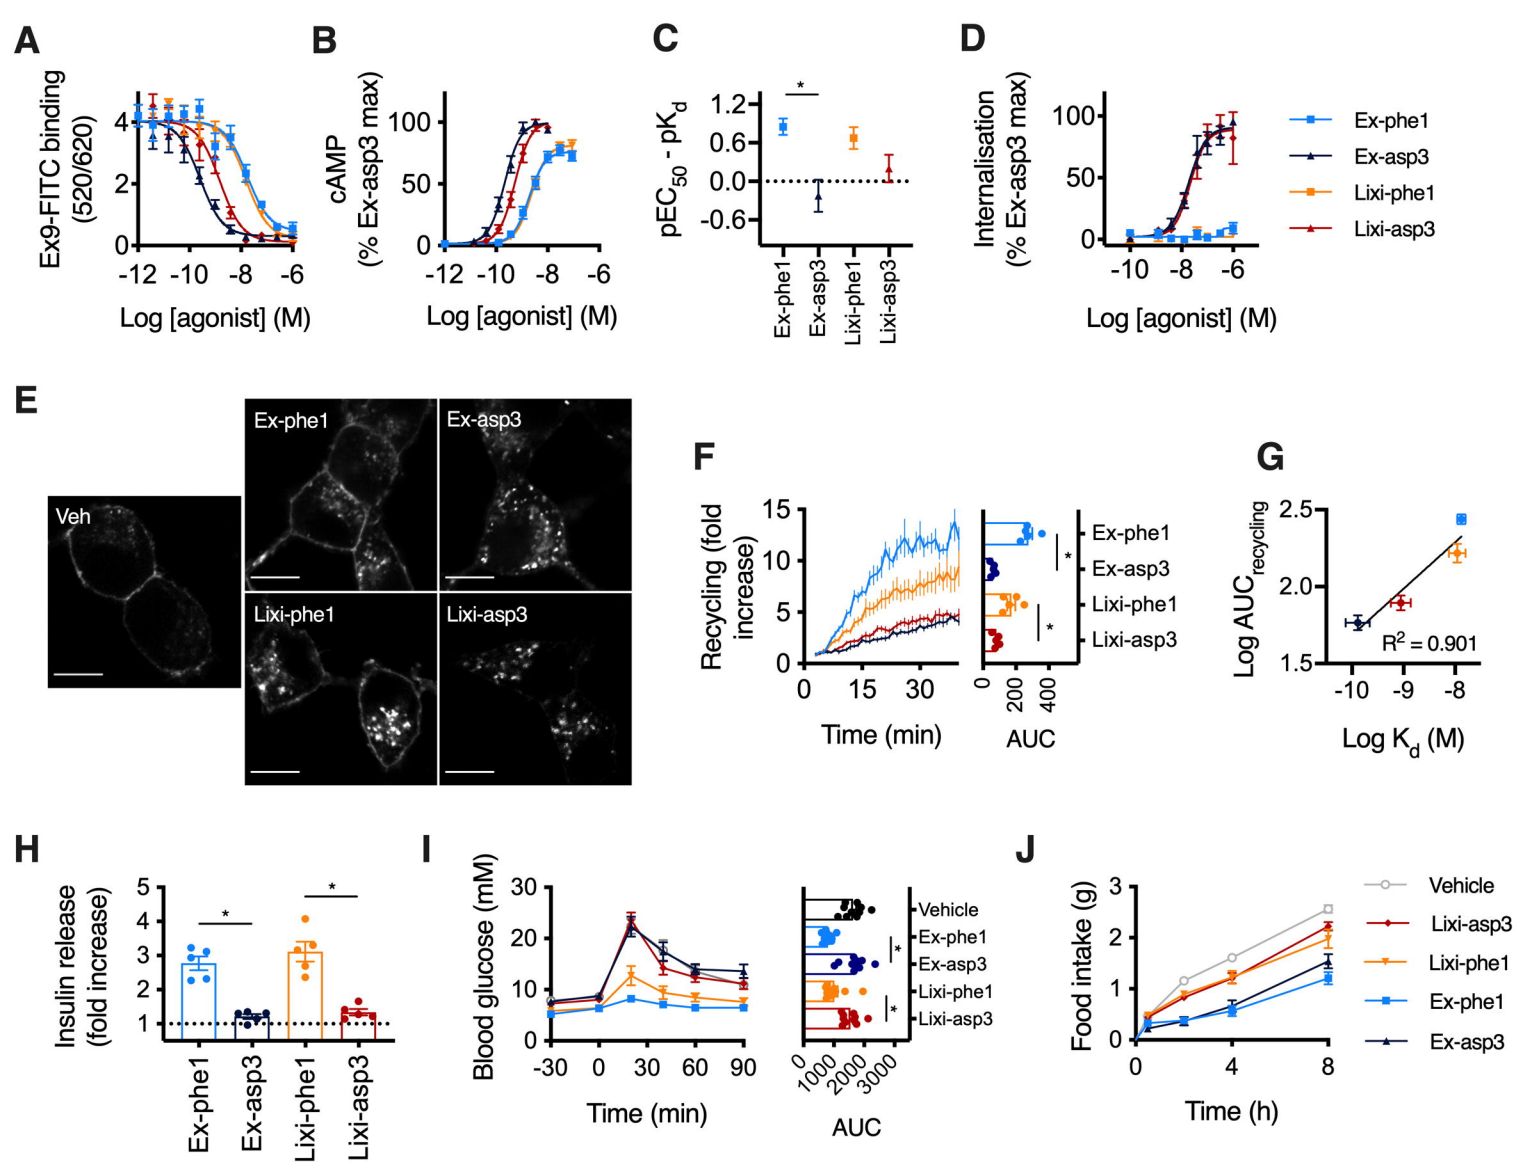 A
Ex9-FITC binding
(520/620)
4
2
0
-12 -10 -8 -6
Log [agonist] (M)
B
cAMP
(% Ex-asp3 max)
100
50
0
-12 -10 -8 -6
Log [agonist] (M)
C
pEC50 - pKd
*
1.2
0.6
0.0
-0.6
Ex-phe1
Ex-asp3
Lixi-phe1
Lixi-asp3
D
Internalisation
(% Ex-asp3 max)
100
50
0
-10 -8 -6
Log [agonist] (M)
Ex-phe1
Ex-asp3
Lixi-phe1
Lixi-asp3
E
Veh
Ex-phe1
Ex-asp3
Lixi-phe1
Lixi-asp3
F
Recycling (fold
increase)
15
10
5
0
0 15 30
Time (min)
Ex-phe1
*
Ex-asp3
Lixi-phe1
*
Lixi-asp3
0
200
400
AUC
G
Log AUCrecycling
2.5
2.0
1.5
R2 = 0.901
-10 -9 -8
Log Kd (M)
H
Insulin release
(fold increase)
5
4
3
2
1
*
*
Ex-phe1
Ex-asp3
Lixi-phe1
Lixi-asp3
I
Blood glucose (mM)
30
20
10
0
-30 0 30 60 90
Time (min)
Vehicle
Ex-phe1
*
Ex-asp3
Lixi-phe1
*
Lixi-asp3
0
1000
2000
3000
AUC
J
Food intake (g)
3
2
1
0
0 4 8
Time (h)
Vehicle
Lixi-asp3
Lixi-phe1
Ex-phe1
Ex-asp3